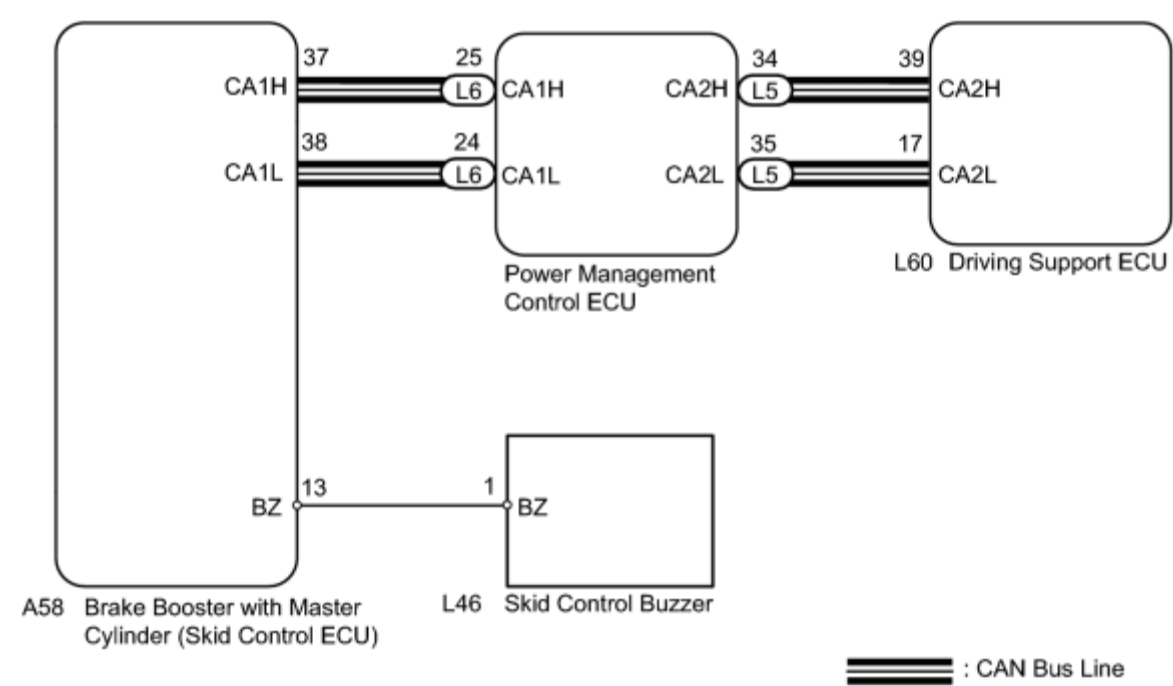 37 25 34 39
CA1H L6 CA1H CA2H L5 CA2H
38 24 35 17
CA1L L6 CA1L CA2L L5 CA2L
L60 Driving Support ECU
Power Management
Control ECU
13 1
BZ BZ
A58 Brake Booster with Master
Cylinder (Skid Control ECU)
L46 Skid Control Buzzer
: CAN Bus Line